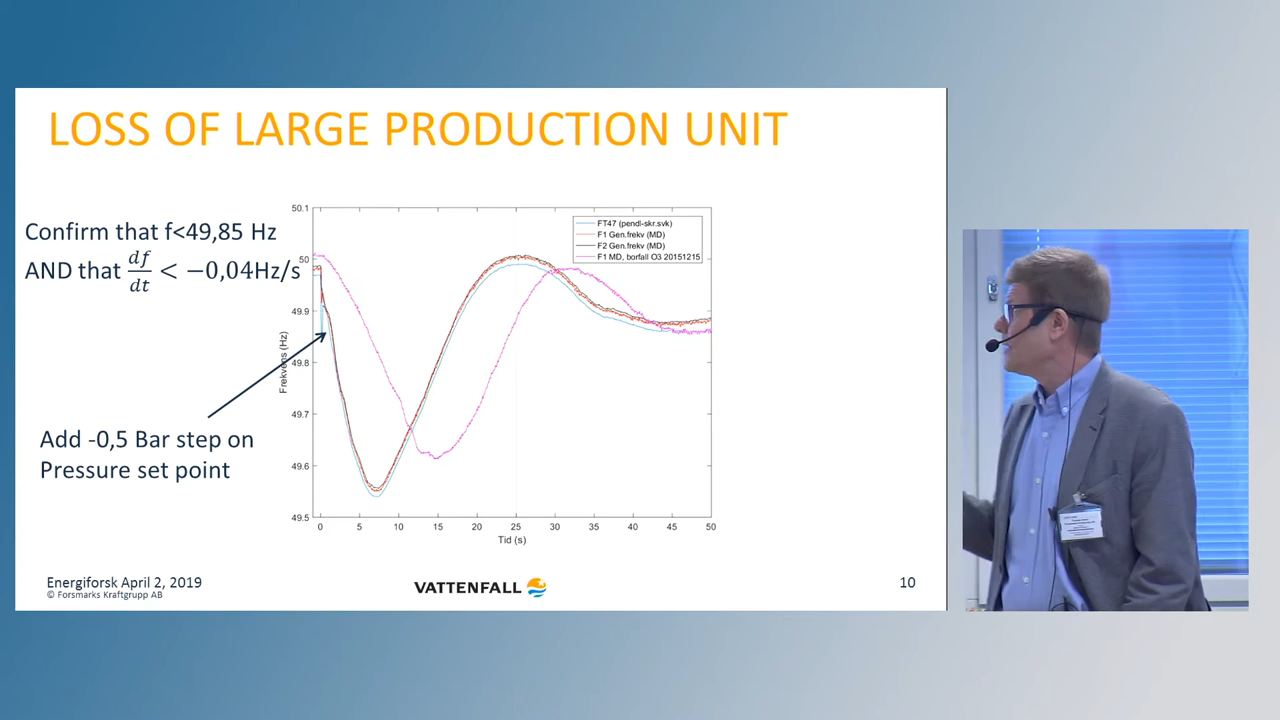 LOSS OF LARGE PRODUCTION UNIT
Confirm that f<49,85 Hz
AND that df/dt < −0,04Hz/s
Add -0,5 Bar step on
Pressure set point
50.1
50
49.9
49.8
49.7
49.6
49.5
Frekvens (Hz)
0 5 10 15 20 25 30 35 40 45 50
Tid (s)
FT47 (pendl-skr.svk)
F1 Gen.frekv (MD)
F2 Gen.frekv (MD)
F1 MD, borfall O3 20151215
Energiforsk April 2, 2019
© Forsmarks Kraftgrupp AB
VATTENFALL
10